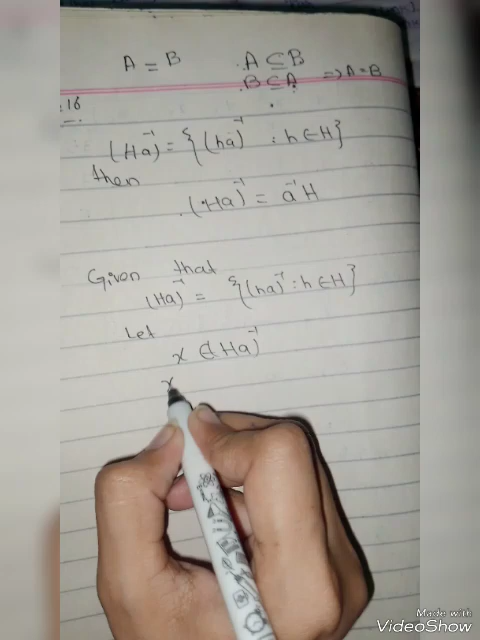 A = B A ⊆ B
B ⊆ A ⇒ A = B
:16
(Ha)⁻¹ = {(ha)⁻¹ : h ∈ H}
then
(Ha)⁻¹ = a⁻¹H
Given that
(Ha)⁻¹ = {(ha)⁻¹ : h ∈ H}
Let
x ∈ (Ha)⁻¹
x
Made with
VideoShow